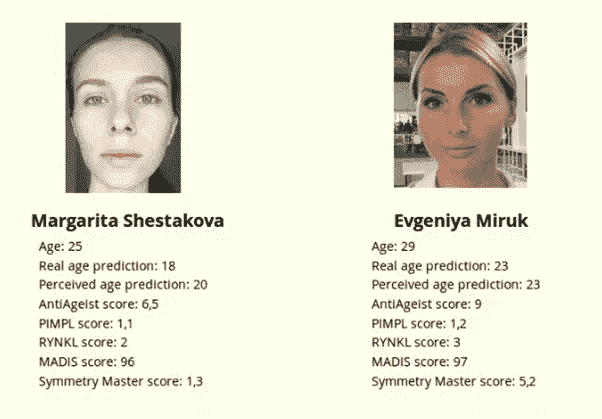 Margarita Shestakova
Age: 25
Real age prediction: 18
Perceived age prediction: 20
AntiAgeist score: 6,5
PIMPL score: 1,1
RYNKL score: 2
MADIS score: 96
Symmetry Master score: 1,3
Evgeniya Miruk
Age: 29
Real age prediction: 23
Perceived age prediction: 23
AntiAgeist score: 9
PIMPL score: 1,2
RYNKL score: 3
MADIS score: 97
Symmetry Master score: 5,2